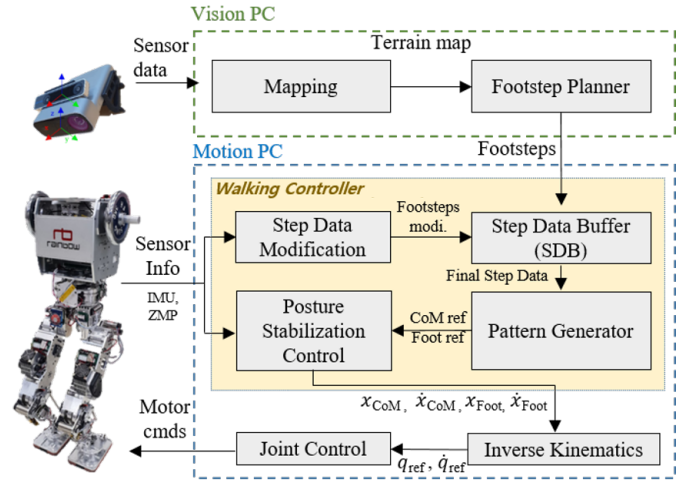 Vision PC
Sensor
data
Terrain map
Mapping
Footstep Planner
Motion PC
Footsteps
Walking Controller
Step Data
Modification
Footsteps
modi.
Step Data Buffer
(SDB)
rb
rainbow
Sensor
Info
IMU,
ZMP
Final Step Data
Posture
Stabilization
Control
CoM ref
Foot ref
Pattern Generator
x_CoM, ẋ_CoM, x_Foot, ẋ_Foot
Motor
cmds
Joint Control
Inverse Kinematics
q_ref, q̇_ref